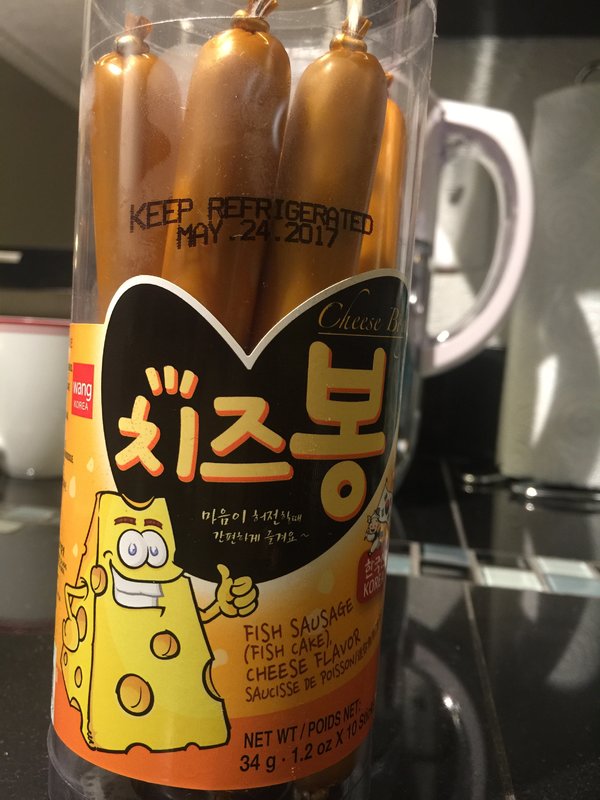 KEEP REFRIGERATED
MAY.24.2017
Cheese
wang
KOREA
치즈봉
마음이 허전할때
간편하게 즐겨요~
FISH SAUSAGE
(FISH CAKE),
CHEESE FLAVOR
SAUCISSE DE POISSON
NET WT / POIDS NET:
34 g · 1.2 oz X 10